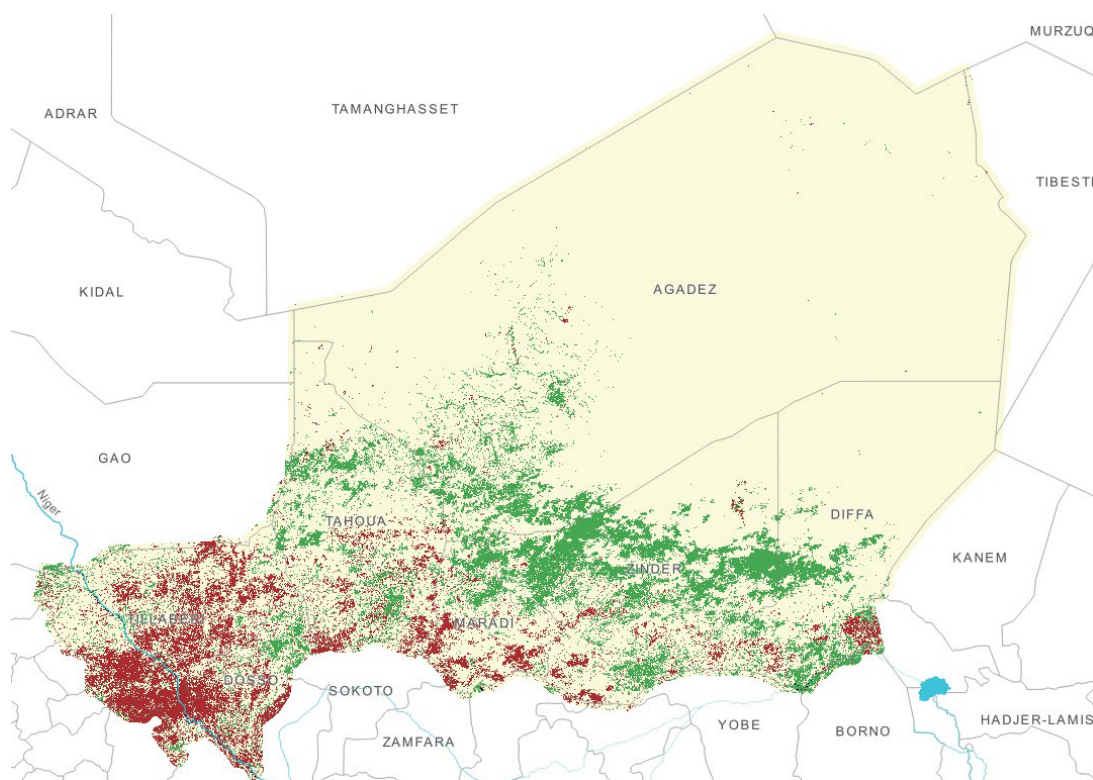 MURZUQ
TAMANGHASSET
ADRAR
TIBESTI
KIDAL
AGADEZ
GAO
Niger
TAHOUA
DIFFA
KANEM
ZINDER
TILLABERI
MARADI
DOSSO
SOKOTO
YOBE
BORNO
HADJER-LAMIS
ZAMFARA